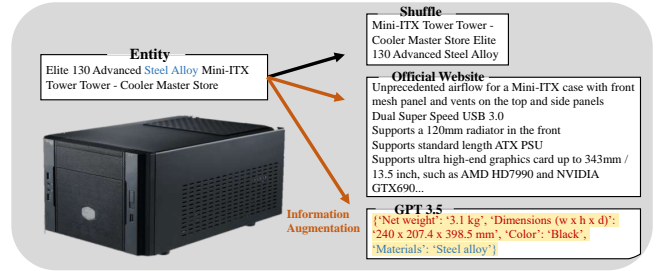 Entity
Elite 130 Advanced Steel Alloy Mini-ITX
Tower Tower - Cooler Master Store
Shuffle
Mini-ITX Tower Tower -
Cooler Master Store Elite
130 Advanced Steel Alloy
Official Website
Unprecedented airflow for a Mini-ITX case with front
mesh panel and vents on the top and side panels
Dual Super Speed USB 3.0
Supports a 120mm radiator in the front
Supports standard length ATX PSU
Supports ultra high-end graphics card up to 343mm /
13.5 inch, such as AMD HD7990 and NVIDIA
GTX690...
Information
Augmentation
GPT 3.5
{‘Net weight’: ‘3.1 kg’, ‘Dimensions (w x h x d)’:
‘240 x 207.4 x 398.5 mm’, ‘Color’: ‘Black’,
‘Materials’: ‘Steel alloy’}